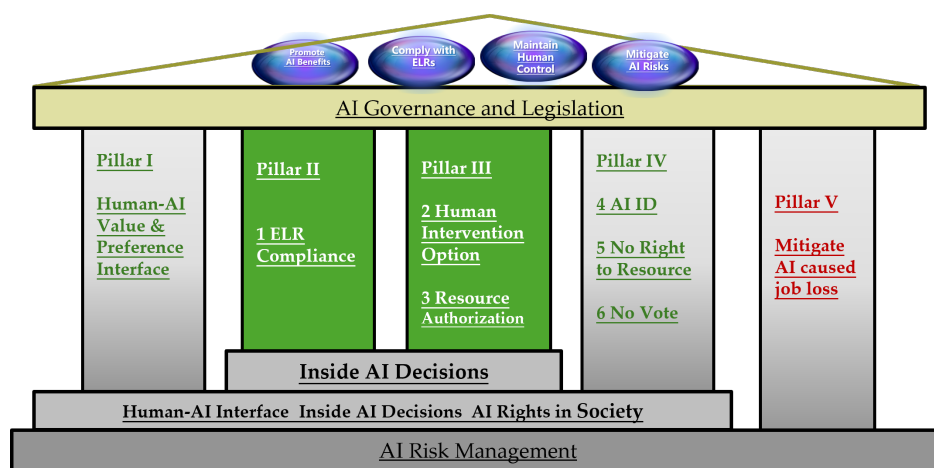 Promote
AI Benefits
Comply with
ELRs
Maintain
Human
Control
Mitigate
AI Risks
AI Governance and Legislation
Pillar I
Human-AI
Value &
Preference
Interface
Pillar II
1 ELR
Compliance
Pillar III
2 Human
Intervention
Option
3 Resource
Authorization
Pillar IV
4 AI ID
5 No Right
to Resource
6 No Vote
Pillar V
Mitigate
AI caused
job loss
Inside AI Decisions
Human-AI Interface Inside AI Decisions AI Rights in Society
AI Risk Management